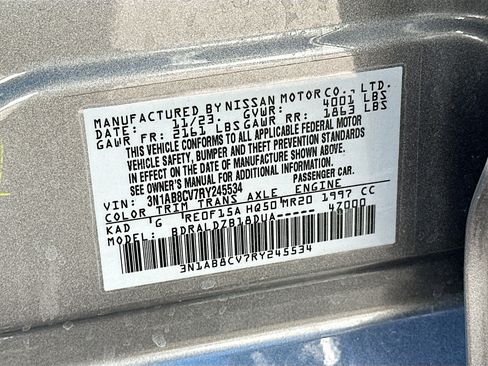 MANUFACTURED BY NISSAN MOTOR CO., LTD.
DATE: 11/23. GVWR: 4001 LBS
GAWR FR: 2161 LBS GAWR RR: 1863 LBS
THIS VEHICLE CONFORMS TO ALL APPLICABLE FEDERAL MOTOR
VEHICLE SAFETY, BUMPER AND THEFT PREVENTION STANDARDS
IN EFFECT ON THE DATE OF MANUFACTURE SHOWN ABOVE.
SEE OWNER'S MANUAL. PASSENGER CAR.
VIN: 3N1AB8CV7RY245534
COLOR TRIM TRANS AXLE ENGINE
KAD 'G 'RE0F15A HQ50 MR20 1997 CC
MODEL: BDRALDZB18DUA----- 4Z000
3N1AB8CV7RY245534